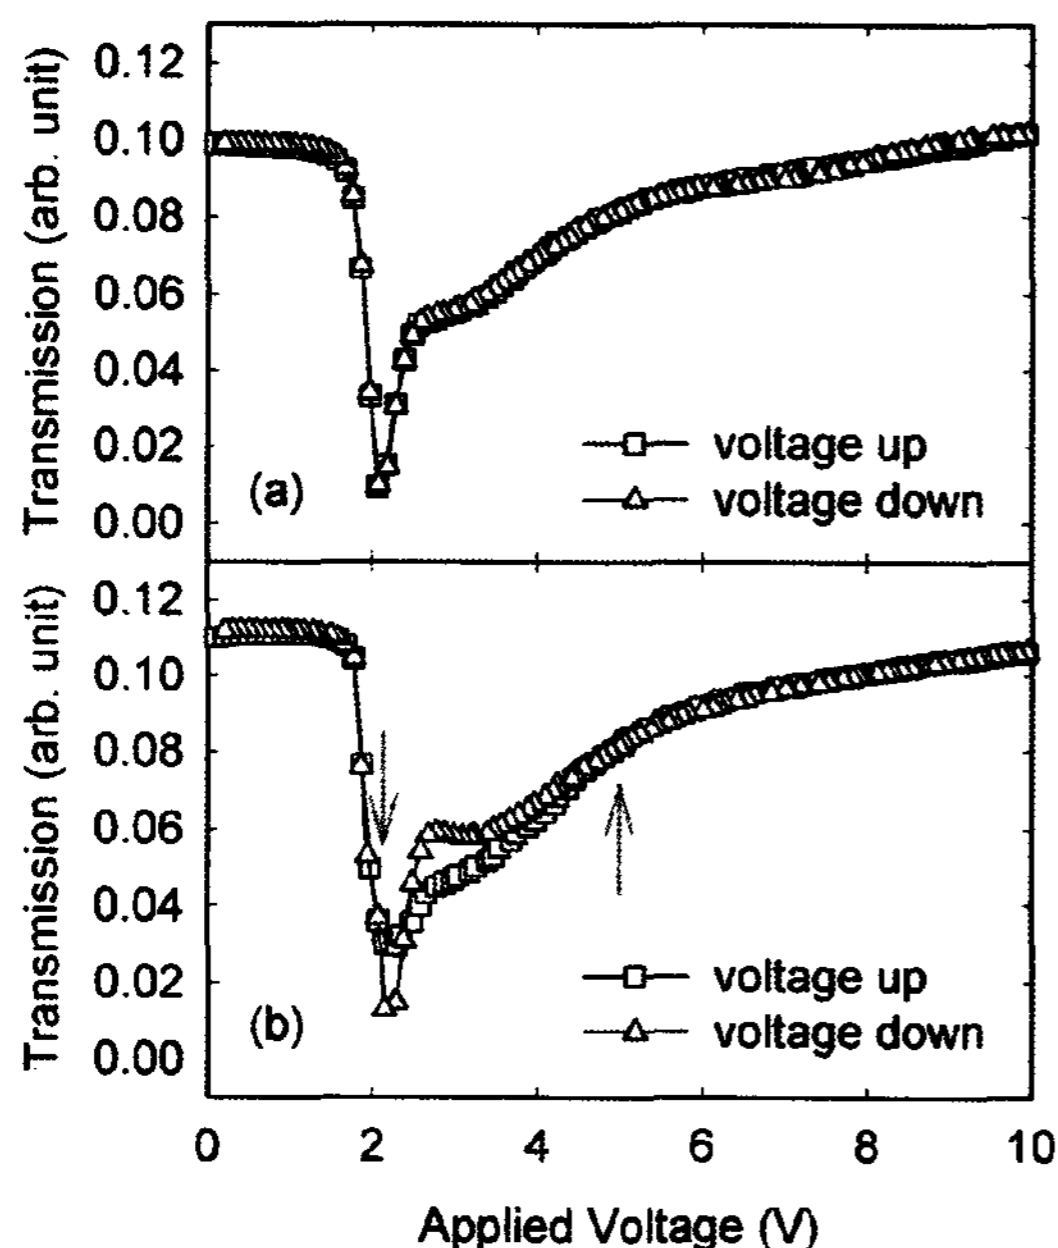 Transmission (arb. unit)
0.12
0.10
0.08
0.06
0.04
0.02
0.00
voltage up
voltage down
(a)
Transmission (arb. unit)
0.12
0.10
0.08
0.06
0.04
0.02
0.00
voltage up
voltage down
(b)
0 2 4 6 8 10
Applied Voltage (V)